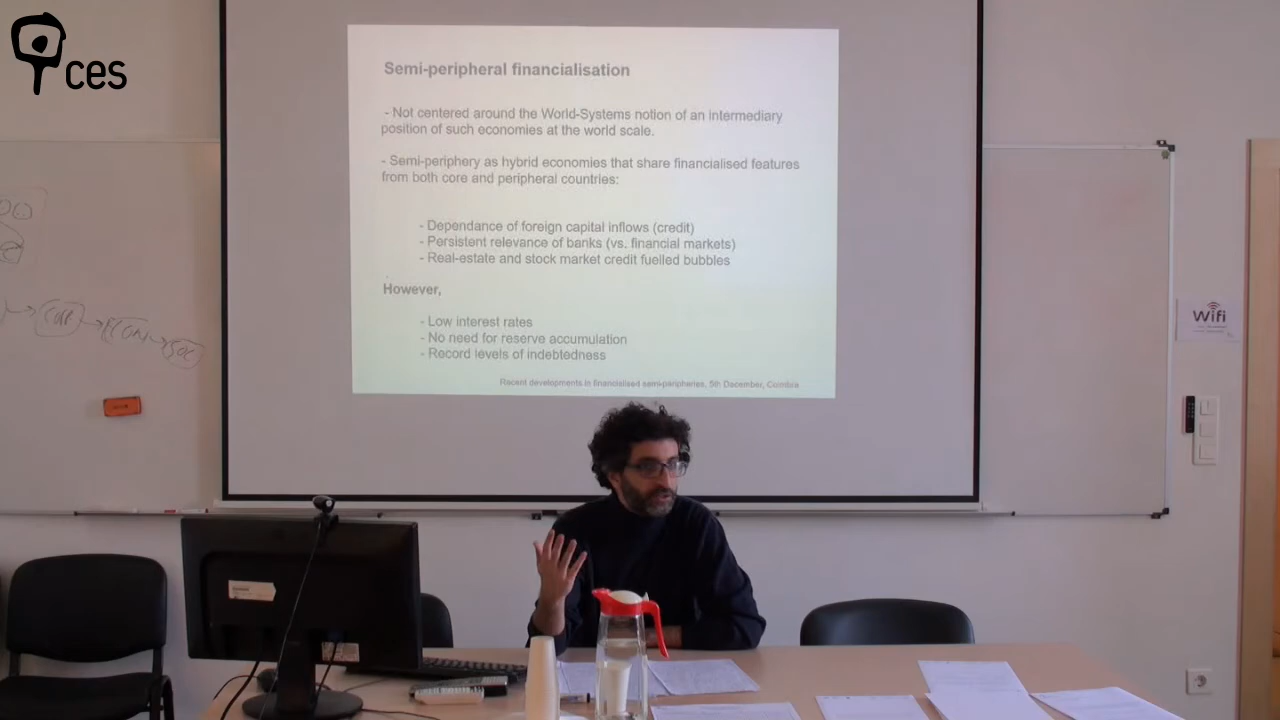 ces
Semi-peripheral financialisation
- Not centered around the World-Systems notion of an intermediary
position of such economies at the world scale.
- Semi-periphery as hybrid economies that share financialised features
from both core and peripheral countries:
- Dependance of foreign capital inflows (credit)
- Persistent relevance of banks (vs. financial markets)
- Real-estate and stock market credit fuelled bubbles
However,
- Low interest rates
- No need for reserve accumulation
- Record levels of indebtedness
Recent developments in financialised semi-peripheries, 5th December, Coimbra
Wifi